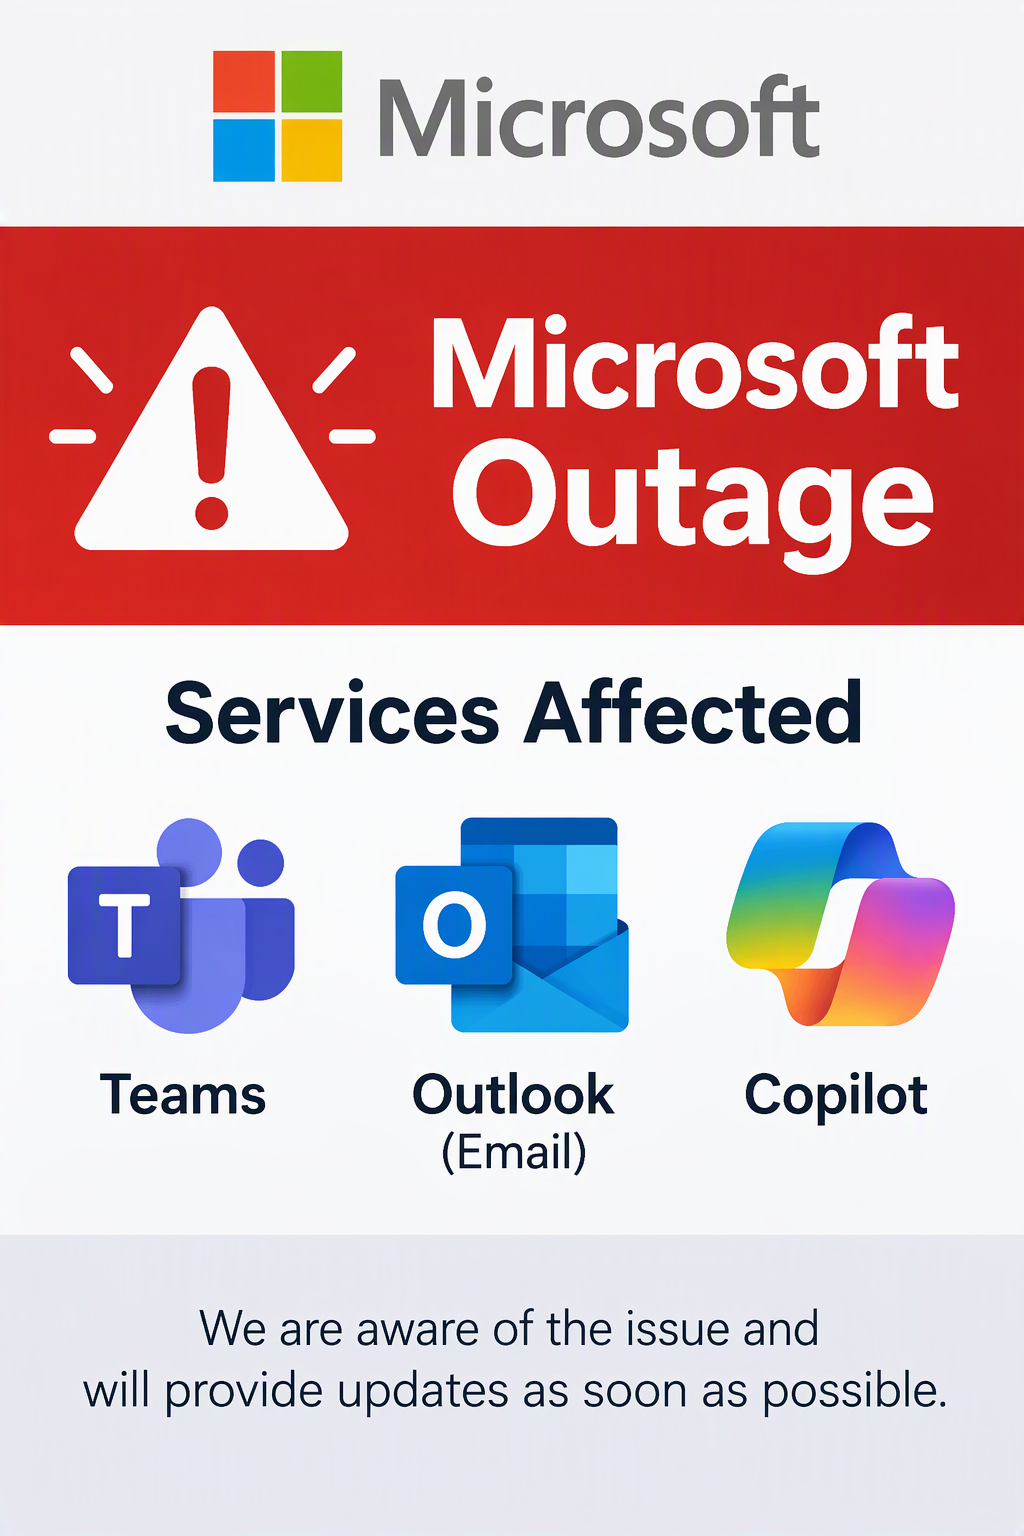 Microsoft
Microsoft
Outage
Services Affected
T
O
Teams
Outlook
(Email)
Copilot
We are aware of the issue and
will provide updates as soon as possible.